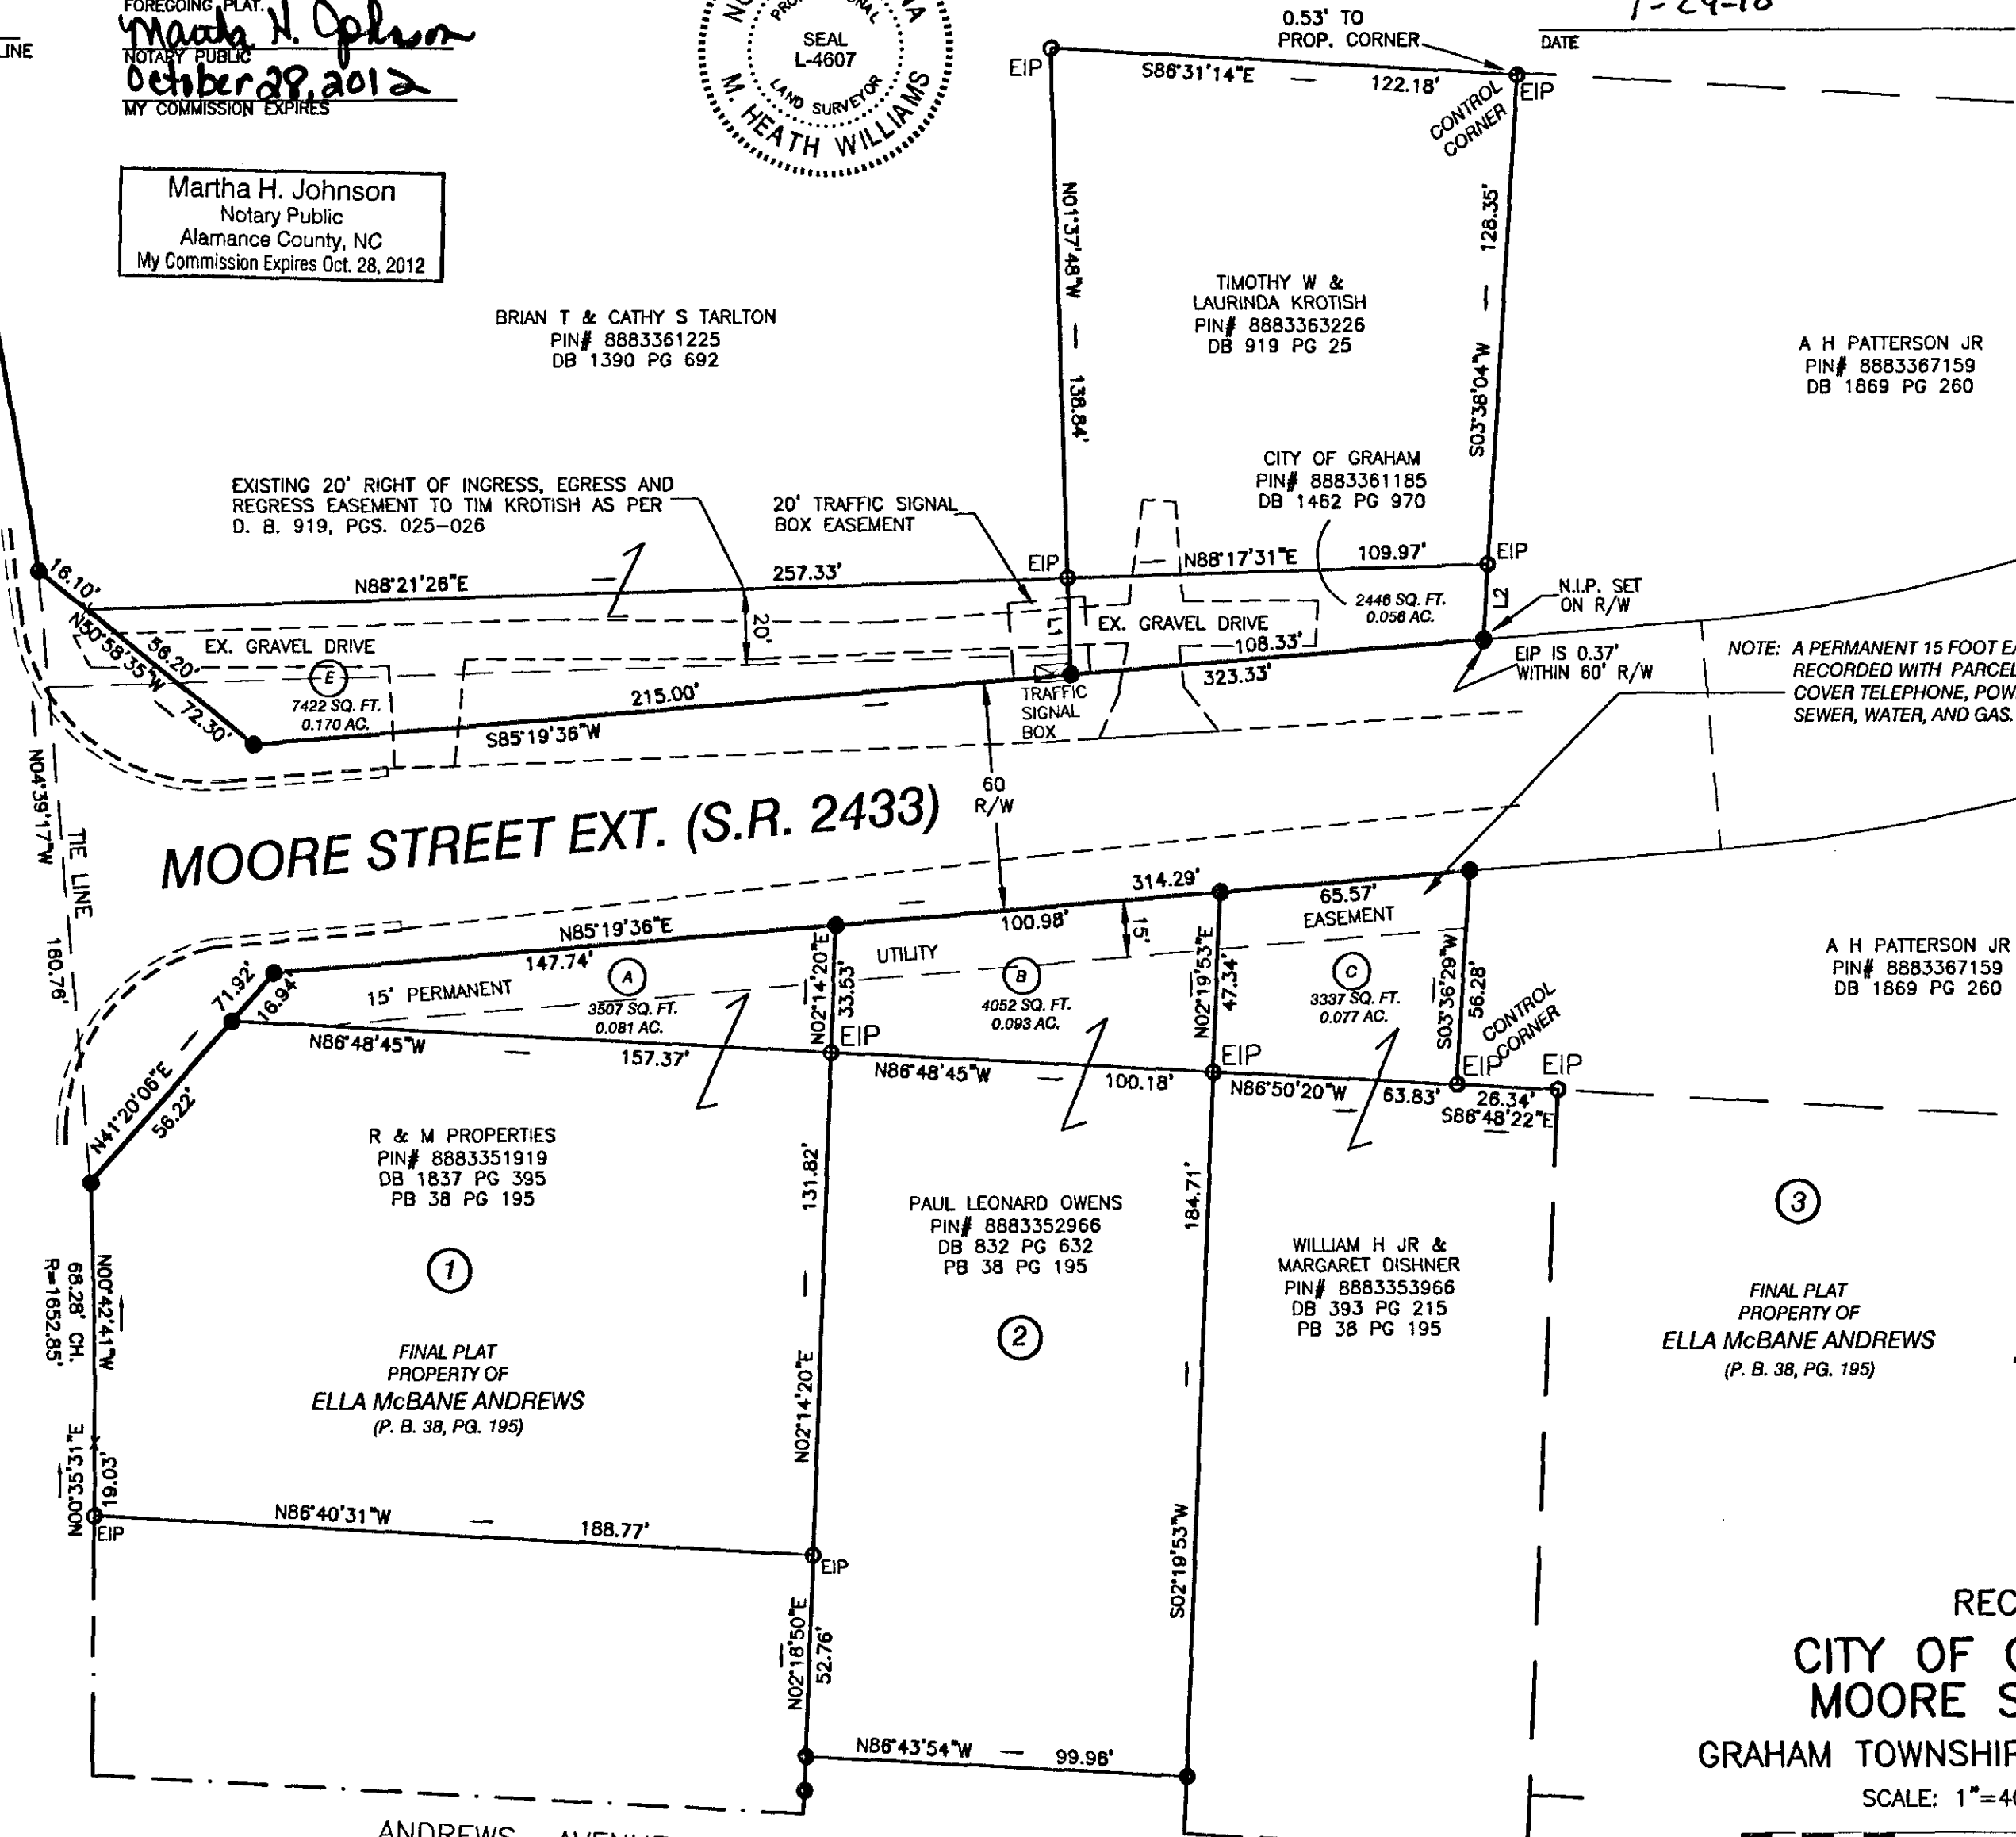 FOREGOING PLAT.
Martha H. Johnson
NOTARY PUBLIC
October 28, 2012
MY COMMISSION EXPIRES.
Martha H. Johnson
Notary Public
Alamance County, NC
My Commission Expires Oct. 28, 2012
SEAL
L-4607
LAND SURVEYOR
M. HEATH WILLIAMS
0.53' TO
PROP. CORNER
DATE
EIP
S86°31'14"E 122.18'
EIP
CONTROL
CORNER
N01°37'48"W — 138.84'
S03°38'04"W — 128.35'
TIMOTHY W &
LAURINDA KROTISH
PIN# 8883363226
DB 919 PG 25
BRIAN T & CATHY S TARLTON
PIN# 8883361225
DB 1390 PG 692
A H PATTERSON JR
PIN# 8883367159
DB 1869 PG 260
CITY OF GRAHAM
PIN# 8883361185
DB 1462 PG 970
EXISTING 20' RIGHT OF INGRESS, EGRESS AND
REGRESS EASEMENT TO TIM KROTISH AS PER
D. B. 919, PGS. 025-026
20' TRAFFIC SIGNAL
BOX EASEMENT
16.10'
N88°21'26"E 257.33'
EIP
N88°17'31"E 109.97'
EIP
L2
N.I.P. SET
ON R/W
2446 SQ. FT.
0.056 AC.
N50°58'35"W
56.20'
72.30'
EX. GRAVEL DRIVE
20'
L1
EX. GRAVEL DRIVE
108.33'
323.33'
EIP IS 0.37'
WITHIN 60' R/W
E
7422 SQ. FT.
0.170 AC.
215.00'
S85°19'36"W
TRAFFIC
SIGNAL
BOX
NOTE: A PERMANENT 15 FOOT
RECORDED WITH
COVER TELEPHONE,
SEWER, WATER, AND GAS.
N04°39'17"W
TIE LINE
160.76'
MOORE STREET EXT. (S.R. 2433)
60
R/W
314.29'
N85°19'36"E
147.74'
100.98'
15'
65.57'
EASEMENT
UTILITY
15' PERMANENT
71.92'
16.94'
A
3507 SQ. FT.
0.081 AC.
N02°14'20"E
33.53'
B
4052 SQ. FT.
0.093 AC.
N02°19'53"E
47.34'
C
3337 SQ. FT.
0.077 AC.
S03°36'29"W
56.28'
CONTROL
CORNER
A H PATTERSON JR
PIN# 8883367159
DB 1869 PG 260
N86°48'45"W — 157.37'
EIP
N86°48'45"W — 100.18'
EIP
N86°50'20"W 63.83'
EIP
EIP
26.34'
S86°48'22"E
N41°20'06"E
56.22'
R & M PROPERTIES
PIN# 8883351919
DB 1837 PG 395
PB 38 PG 195
1
FINAL PLAT
PROPERTY OF
ELLA McBANE ANDREWS
(P. B. 38, PG. 195)
131.82'
N02°14'20"E
PAUL LEONARD OWENS
PIN# 8883352966
DB 832 PG 632
PB 38 PG 195
2
184.71'
S02°19'53"W
WILLIAM H JR &
MARGARET DISHNER
PIN# 8883353966
DB 393 PG 215
PB 38 PG 195
3
FINAL PLAT
PROPERTY OF
ELLA McBANE ANDREWS
(P. B. 38, PG. 195)
N00°42'41"W
68.28' CH.
R=1652.85'
N00°35'31"E
19.03'
EIP
N86°40'31"W — 188.77'
EIP
N02°18'50"E
52.76'
N86°43'54"W — 99.96'
CITY OF
MOORE
GRAHAM TOWNSHIP
SCALE:
ANDREWS AVENUE